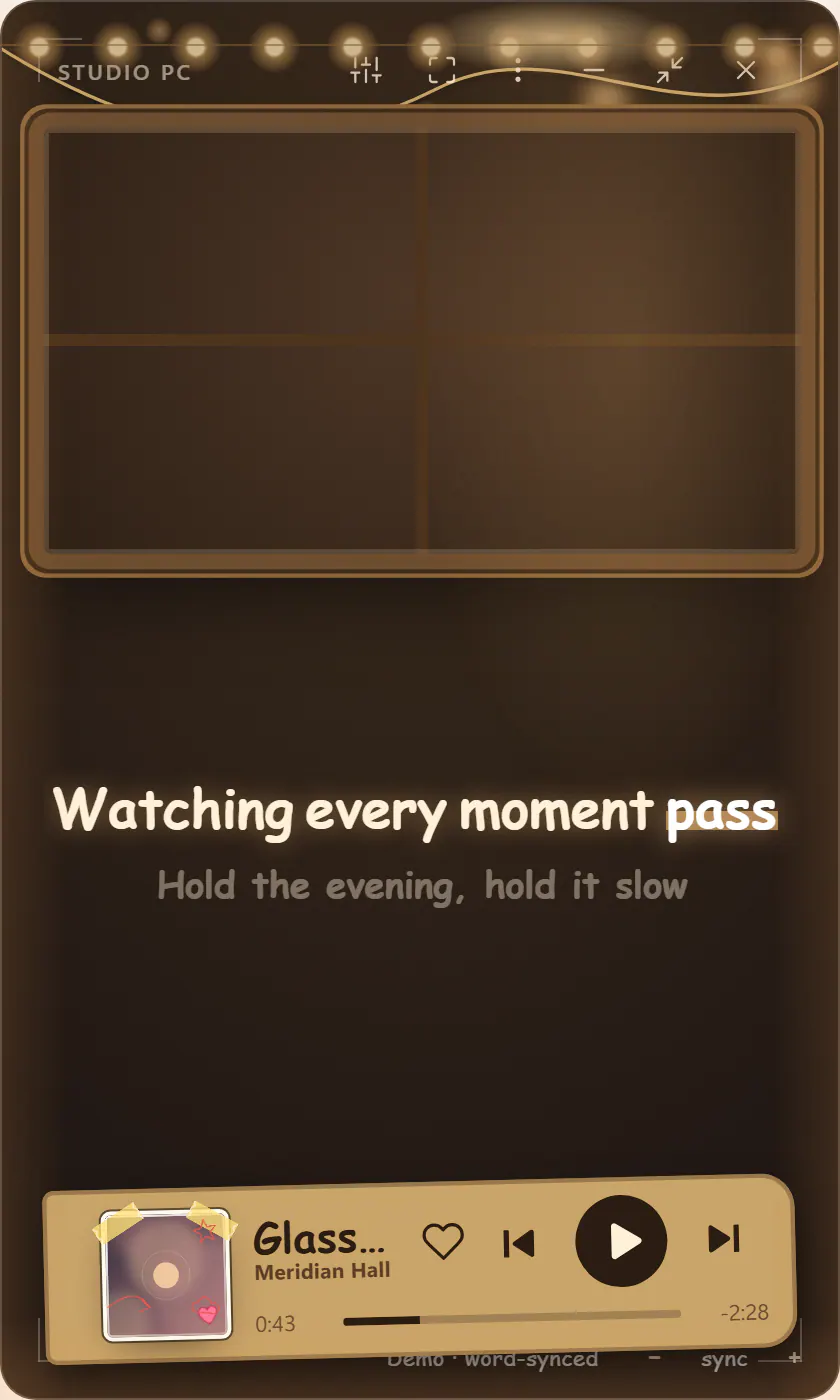 STUDIO PC
Watching every moment pass
Hold the evening, hold it slow
Glass...
Meridian Hall
0:43 -2:28
Demo · word-synced − sync +